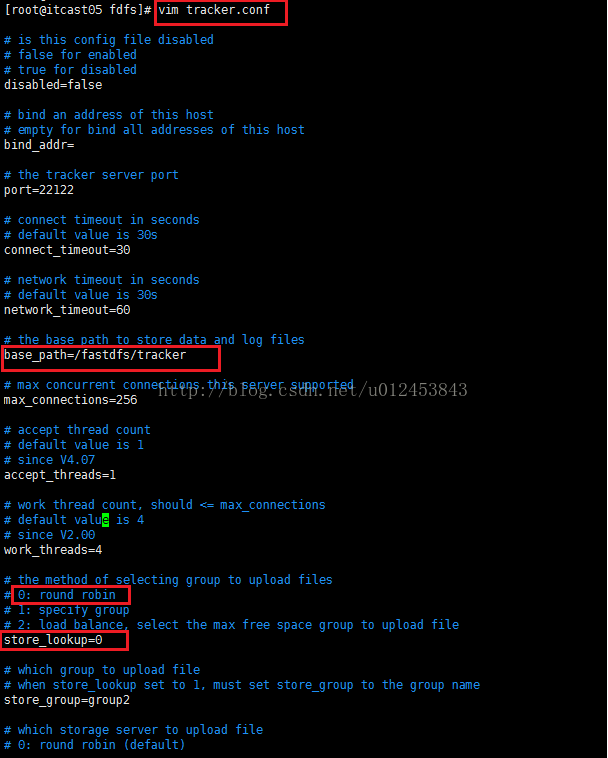 [root@itcast05 fdfs]# vim tracker.conf
# is this config file disabled
# false for enabled
# true for disabled
disabled=false
# bind an address of this host
# empty for bind all addresses of this host
bind_addr=
# the tracker server port
port=22122
# connect timeout in seconds
# default value is 30s
connect_timeout=30
# network timeout in seconds
# default value is 30s
network_timeout=60
# the base path to store data and log files
base_path=/fastdfs/tracker
# max concurrent connections this server supported
http://blog.csdn.net/u012453843
max_connections=256
# accept thread count
# default value is 1
# since V4.07
accept_threads=1
# work thread count, should <= max_connections
# default value is 4
# since V2.00
work_threads=4
# the method of selecting group to upload files
# 0: round robin
# 1: specify group
# 2: load balance, select the max free space group to upload file
store_lookup=0
# which group to upload file
# when store_lookup set to 1, must set store_group to the group name
store_group=group2
# which storage server to upload file
# 0: round robin (default)